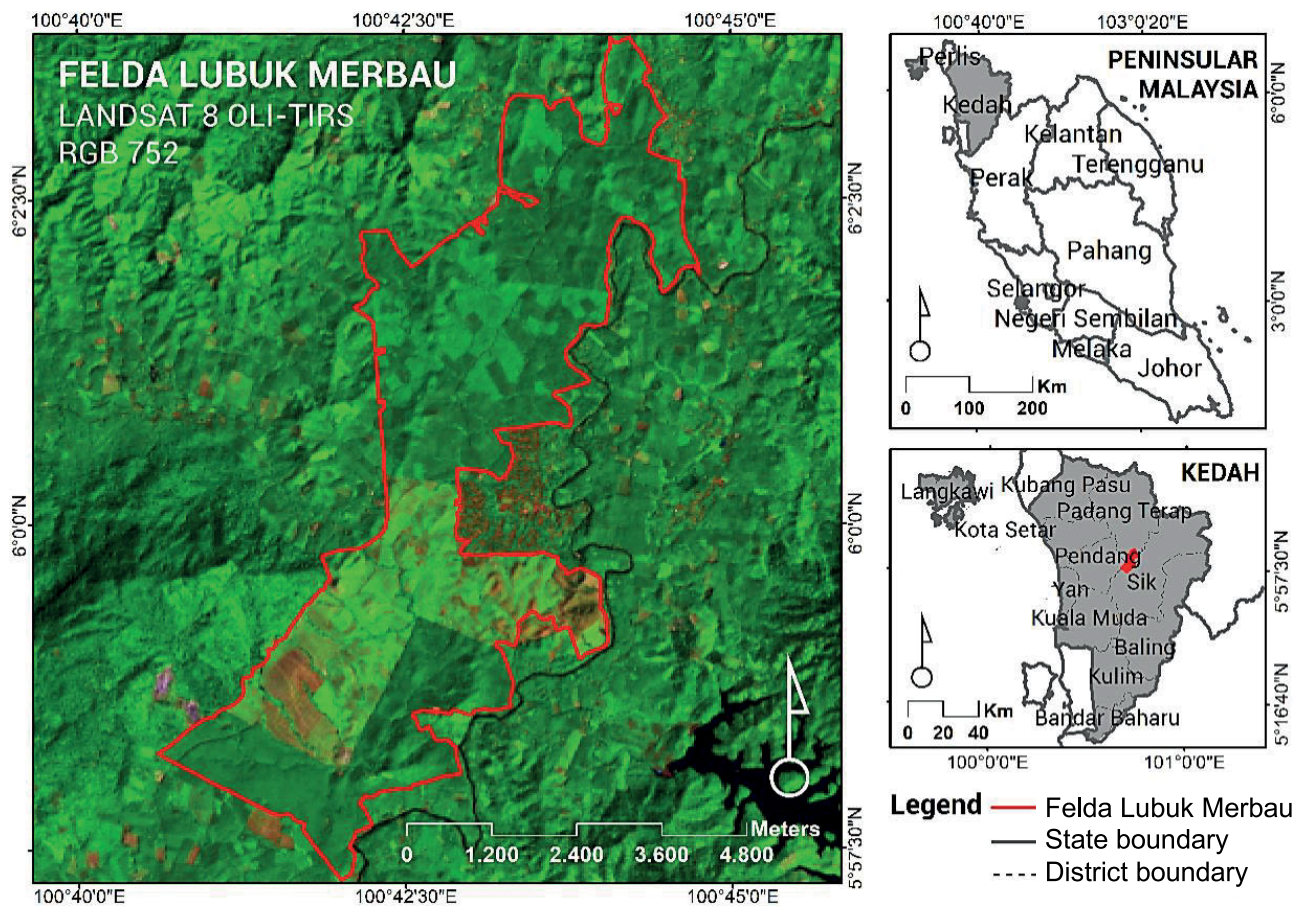 100°40'0"E 100°42'30"E 100°45'0"E
FELDA LUBUK MERBAU
LANDSAT 8 OLI-TIRS
RGB 752
6°2'30"N
6°2'30"N
6°0'0"N
6°0'0"N
5°57'30"N
Meters
0 1.200 2.400 3.600 4.800
100°40'0"E 100°42'30"E 100°45'0"E
100°40'0"E 103°0'20"E
PENINSULAR
MALAYSIA
Perlis
Kedah
Kelantan
Terengganu
Perak
Pahang
Selangor
Negeri Sembilan
Melaka
Johor
Km
0 100 200
6°0'0"N
3°0'0"N
KEDAH
Langkawi
Kubang Pasu
Padang Terap
Kota Setar
Pendang
Sik
Yan
Kuala Muda
Baling
Kulim
Bandar Baharu
Km
0 20 40
5°57'30"N
5°16'40"N
100°0'0"E 101°0'0"E
Legend
Felda Lubuk Merbau
State boundary
District boundary